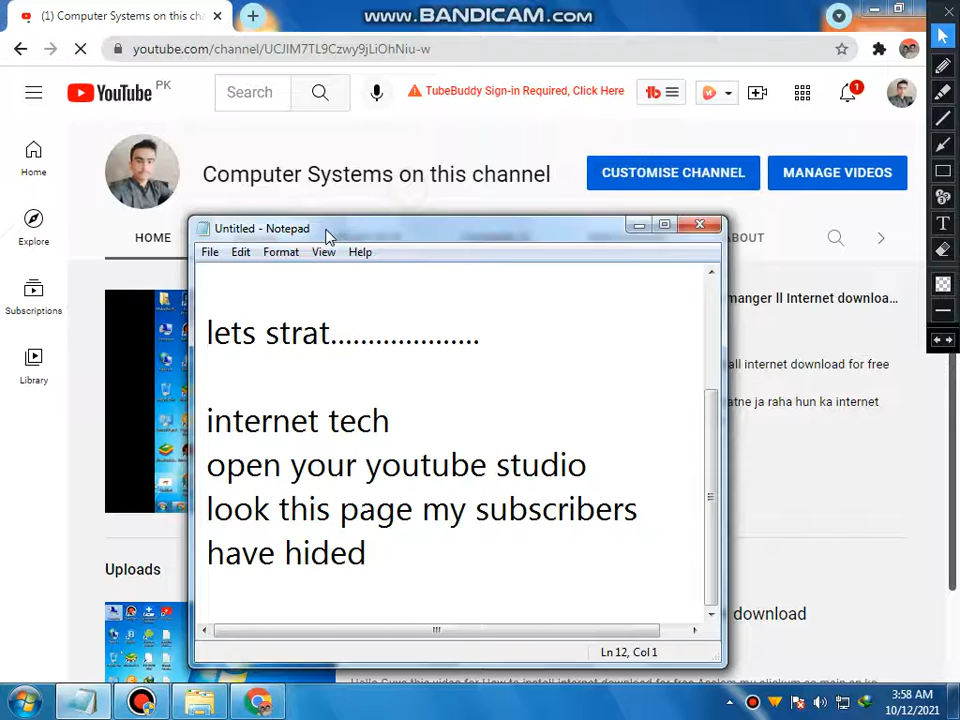 (1) Computer Systems on this cha
WWW.BANDICAM.COM
youtube.com/channel/UCJIM7TL9Czwy9jLiOhNiu-w
YouTube PK
Search
TubeBuddy Sign-in Required, Click Here
1
Home
Explore
Subscriptions
Library
Computer Systems on this channel
CUSTOMISE CHANNEL
MANAGE VIDEOS
HOME
ABOUT
Untitled - Notepad
File Edit Format View Help
lets strat....................
internet tech
open your youtube studio
look this page my subscribers
have hided
Ln 12, Col 1
manger ll Internet downloa...
all internet download for free
atne ja raha hun ka internet
Uploads
download
3:58 AM
10/12/2021